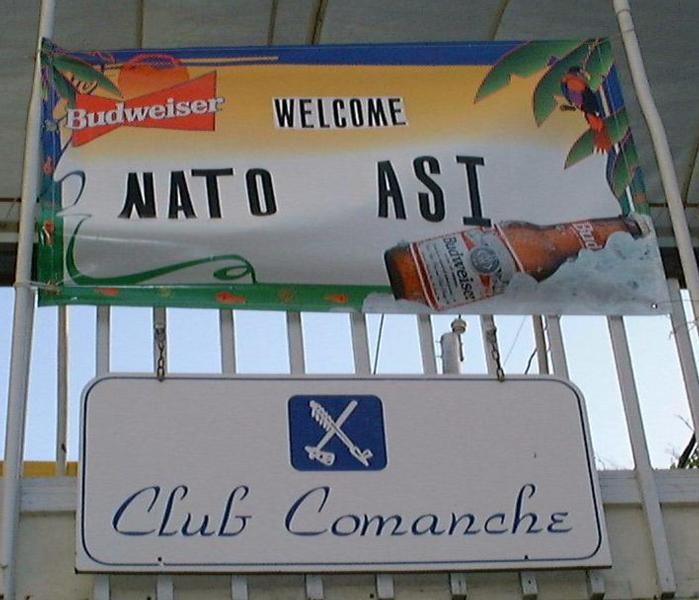 Budweiser
WELCOME
NATO ASI
Budweiser
Bud
Club Comanche